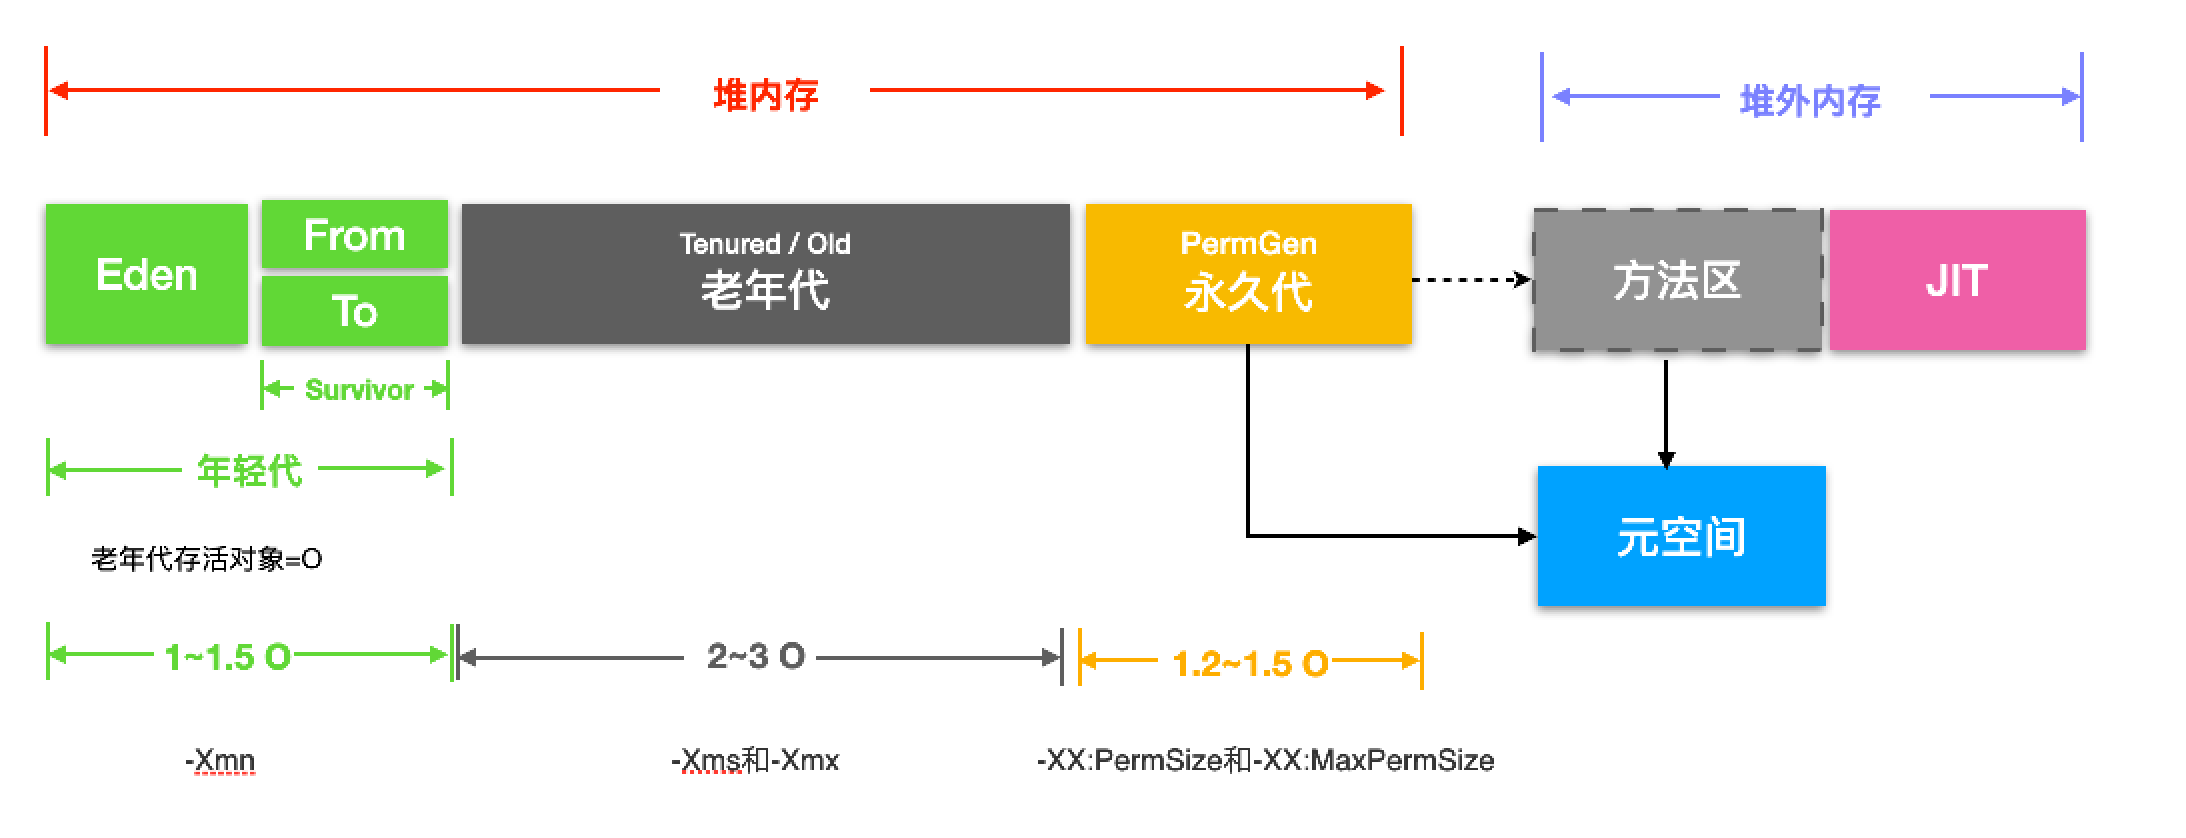 堆内存
堆外内存
Eden
From
To
Tenured / Old
老年代
PermGen
永久代
方法区
JIT
Survivor
年轻代
元空间
老年代存活对象=O
1~1.5 O
2~3 O
1.2~1.5 O
-Xmn
-Xms和-Xmx
-XX:PermSize和-XX:MaxPermSize